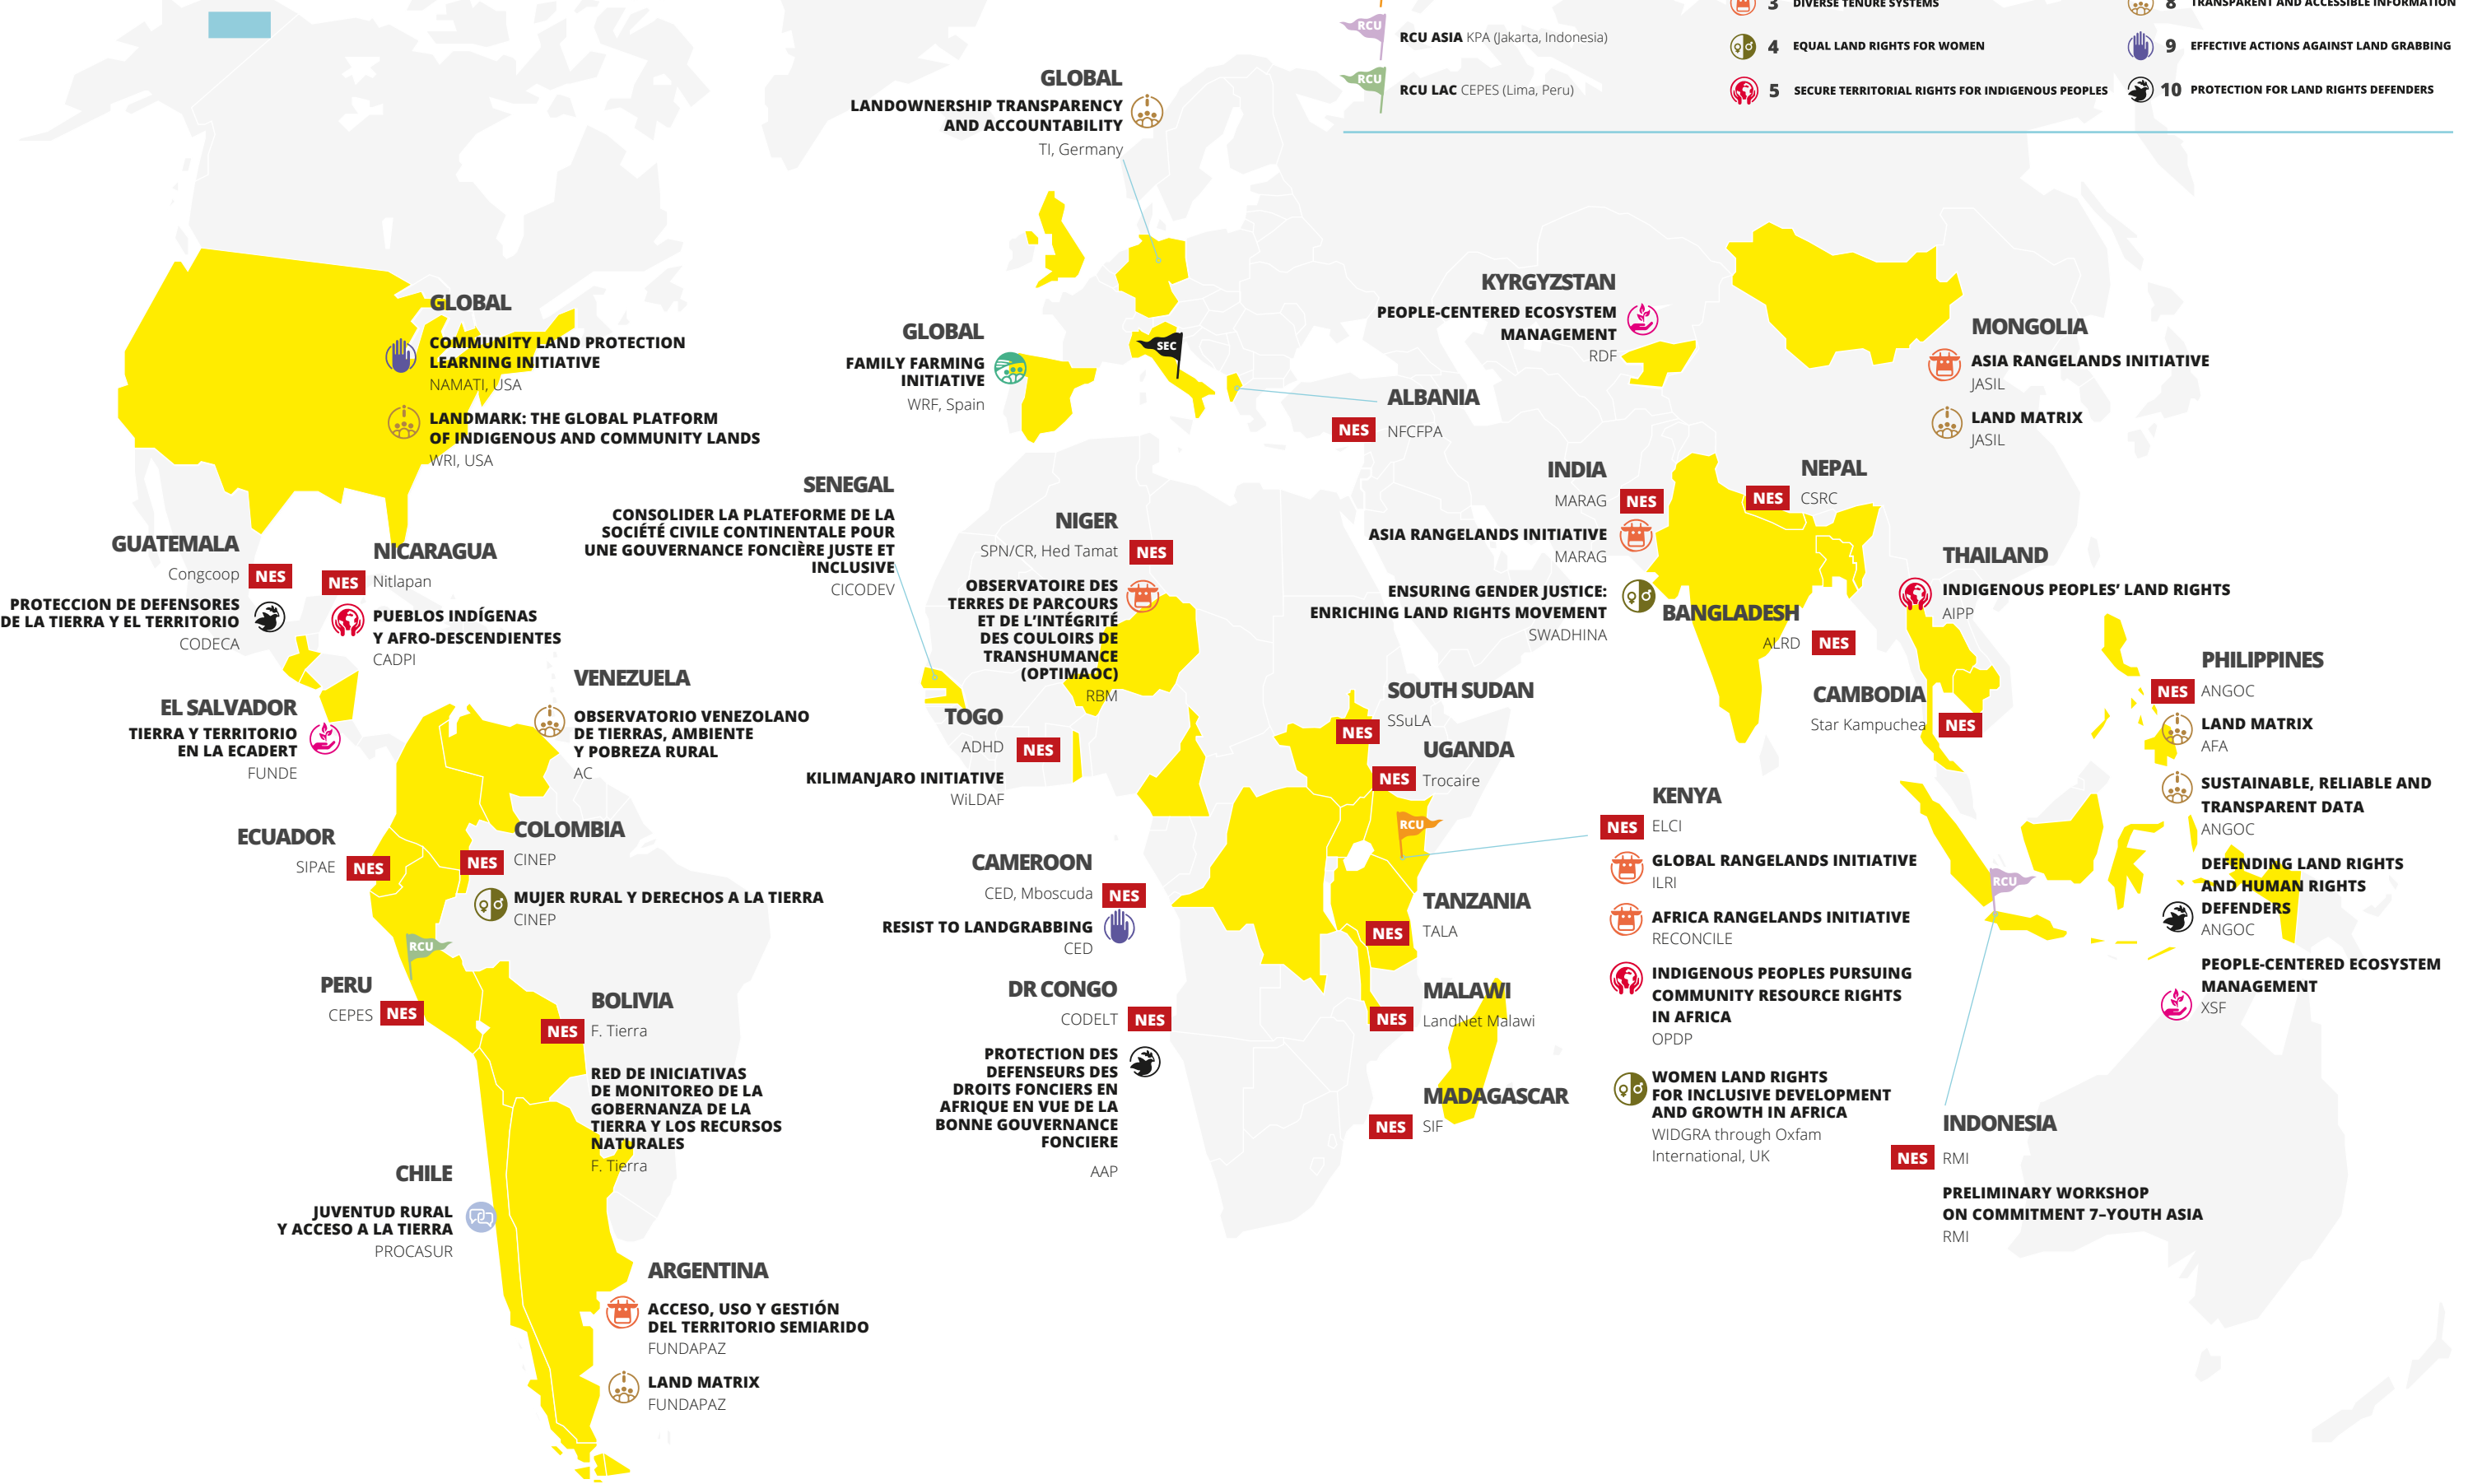 3 DIVERSE TENURE SYSTEMS
8 TRANSPARENT AND ACCESSIBLE INFORMATION
RCU
RCU ASIA KPA (Jakarta, Indonesia)
4 EQUAL LAND RIGHTS FOR WOMEN
9 EFFECTIVE ACTIONS AGAINST LAND GRABBING
RCU
RCU LAC CEPES (Lima, Peru)
5 SECURE TERRITORIAL RIGHTS FOR INDIGENOUS PEOPLES
10 PROTECTION FOR LAND RIGHTS DEFENDERS
GLOBAL
LANDOWNERSHIP TRANSPARENCY
AND ACCOUNTABILITY
TI, Germany
GLOBAL
COMMUNITY LAND PROTECTION
LEARNING INITIATIVE
NAMATI, USA
LANDMARK: THE GLOBAL PLATFORM
OF INDIGENOUS AND COMMUNITY LANDS
WRI, USA
GLOBAL
FAMILY FARMING
INITIATIVE
WRF, Spain
SEC
ALBANIA
NES NFCFPA
KYRGYZSTAN
PEOPLE-CENTERED ECOSYSTEM
MANAGEMENT
RDF
MONGOLIA
ASIA RANGELANDS INITIATIVE
JASIL
LAND MATRIX
JASIL
INDIA
MARAG NES
ASIA RANGELANDS INITIATIVE
MARAG
ENSURING GENDER JUSTICE:
ENRICHING LAND RIGHTS MOVEMENT
SWADHINA
NEPAL
NES CSRC
BANGLADESH
ALRD NES
THAILAND
INDIGENOUS PEOPLES’ LAND RIGHTS
AIPP
CAMBODIA
Star Kampuchea NES
PHILIPPINES
NES ANGOC
LAND MATRIX
AFA
SUSTAINABLE, RELIABLE AND
TRANSPARENT DATA
ANGOC
DEFENDING LAND RIGHTS
AND HUMAN RIGHTS
DEFENDERS
ANGOC
PEOPLE-CENTERED ECOSYSTEM
MANAGEMENT
XSF
RCU
INDONESIA
NES RMI
PRELIMINARY WORKSHOP
ON COMMITMENT 7–YOUTH ASIA
RMI
SENEGAL
CONSOLIDER LA PLATEFORME DE LA
SOCIÉTÉ CIVILE CONTINENTALE POUR
UNE GOUVERNANCE FONCIÈRE JUSTE ET
INCLUSIVE
CICODEV
NIGER
SPN/CR, Hed Tamat NES
OBSERVATOIRE DES
TERRES DE PARCOURS
ET DE L’INTÉGRITÉ
DES COULOIRS DE
TRANSHUMANCE
(OPTIMAOC)
RBM
TOGO
ADHD NES
KILIMANJARO INITIATIVE
WiLDAF
CAMEROON
CED, Mboscuda NES
RESIST TO LANDGRABBING
CED
DR CONGO
CODELT NES
PROTECTION DES
DEFENSEURS DES
DROITS FONCIERS EN
AFRIQUE EN VUE DE LA
BONNE GOUVERNANCE
FONCIERE
AAP
SOUTH SUDAN
NES SSuLA
UGANDA
NES Trocaire
RCU
KENYA
NES ELCI
GLOBAL RANGELANDS INITIATIVE
ILRI
AFRICA RANGELANDS INITIATIVE
RECONCILE
INDIGENOUS PEOPLES PURSUING
COMMUNITY RESOURCE RIGHTS
IN AFRICA
OPDP
WOMEN LAND RIGHTS
FOR INCLUSIVE DEVELOPMENT
AND GROWTH IN AFRICA
WIDGRA through Oxfam
International, UK
TANZANIA
NES TALA
MALAWI
NES LandNet Malawi
MADAGASCAR
NES SIF
GUATEMALA
Congcoop NES
PROTECCION DE DEFENSORES
DE LA TIERRA Y EL TERRITORIO
CODECA
NICARAGUA
NES Nitlapan
PUEBLOS INDÍGENAS
Y AFRO-DESCENDIENTES
CADPI
EL SALVADOR
TIERRA Y TERRITORIO
EN LA ECADERT
FUNDE
VENEZUELA
OBSERVATORIO VENEZOLANO
DE TIERRAS, AMBIENTE
Y POBREZA RURAL
AC
ECUADOR
SIPAE NES
COLOMBIA
NES CINEP
MUJER RURAL Y DERECHOS A LA TIERRA
CINEP
RCU
PERU
CEPES NES
BOLIVIA
NES F. Tierra
RED DE INICIATIVAS
DE MONITOREO DE LA
GOBERNANZA DE LA
TIERRA Y LOS RECURSOS
NATURALES
F. Tierra
CHILE
JUVENTUD RURAL
Y ACCESO A LA TIERRA
PROCASUR
ARGENTINA
ACCESO, USO Y GESTIÓN
DEL TERRITORIO SEMIARIDO
FUNDAPAZ
LAND MATRIX
FUNDAPAZ